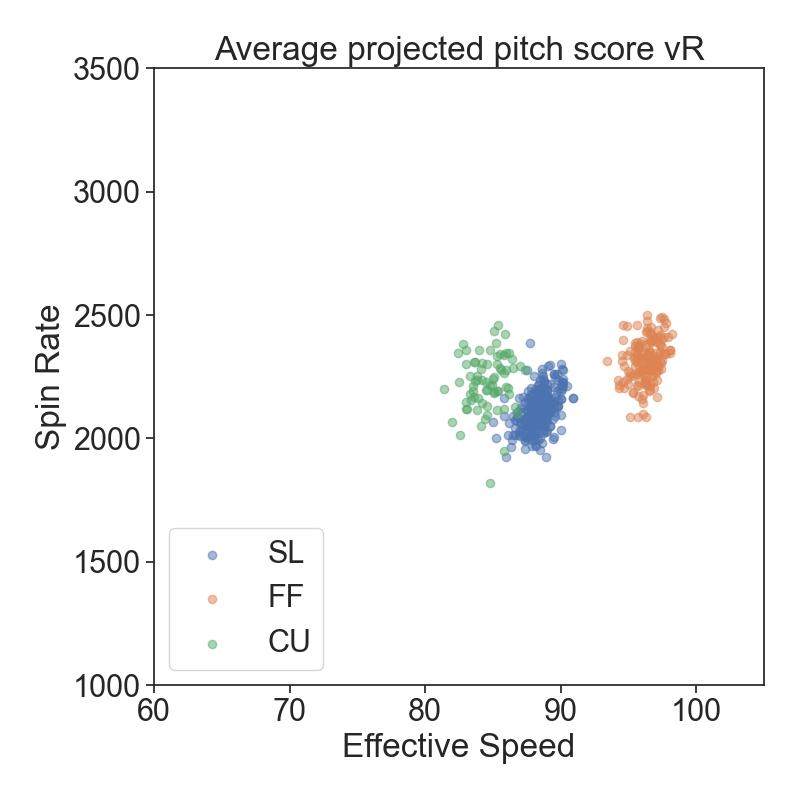 Average projected pitch score vR
3500
3000
2500
2000
1500
1000
Spin Rate
SL
FF
CU
60 70 80 90 100
Effective Speed